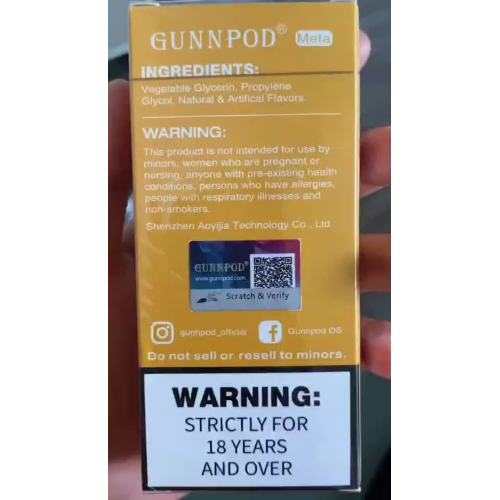 GUNNPOD® Meta
INGREDIENTS:
Vegetable Glycerin, Propylene
Glycol, Natural & Artifical Flavors.
WARNING:
This product is not intended for use by
minors, women who are pregnant or
nursing, anyone with pre-existing health
conditions, persons who have allergies,
people with respiratory illnesses and
non-smokers.
Shenzhen Aoyijia Technology Co., Ltd
GUNNPOD®
www.gunnpod.com
Scratch & Verify
gunnpod_official
Gunnpod OS
Do not sell or resell to minors.
WARNING:
STRICTLY FOR
18 YEARS
AND OVER